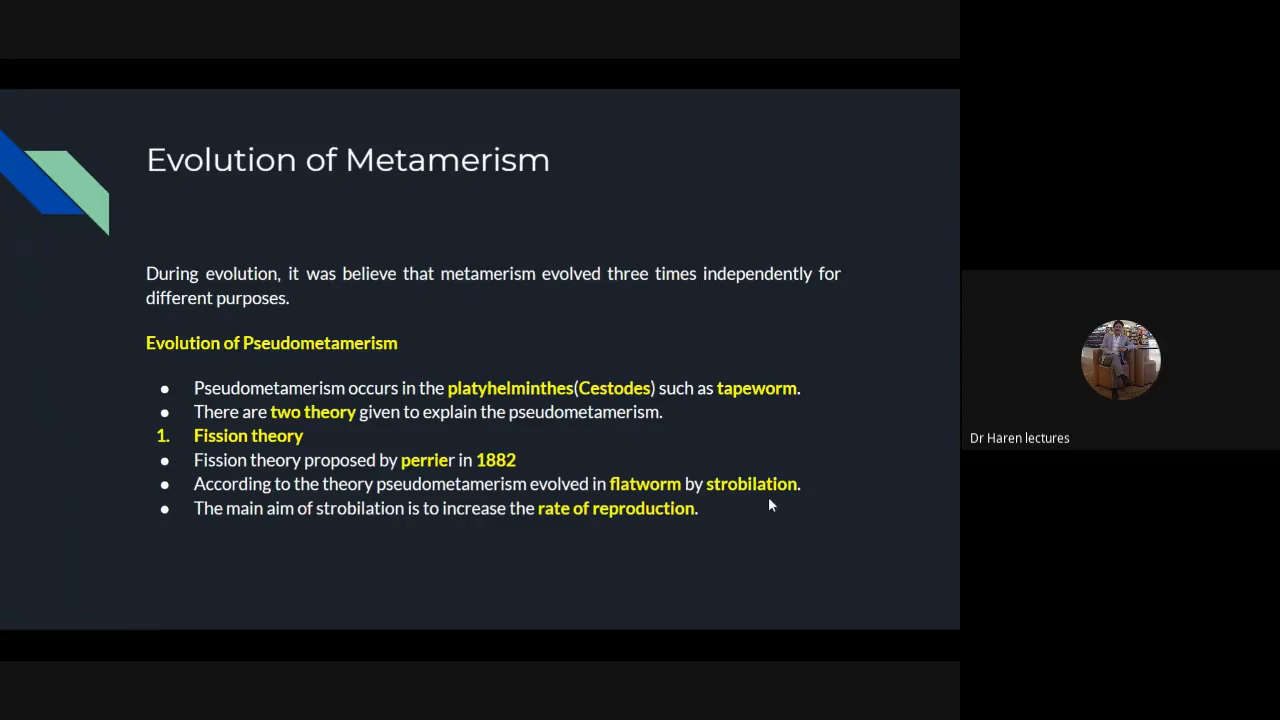 Evolution of Metamerism
During evolution, it was believe that metamerism evolved three times independently for
different purposes.
Evolution of Pseudometamerism
● Pseudometamerism occurs in the platyhelminthes(Cestodes) such as tapeworm.
● There are two theory given to explain the pseudometamerism.
1. Fission theory
● Fission theory proposed by perrier in 1882
● According to the theory pseudometamerism evolved in flatworm by strobilation.
● The main aim of strobilation is to increase the rate of reproduction.
Dr Haren lectures